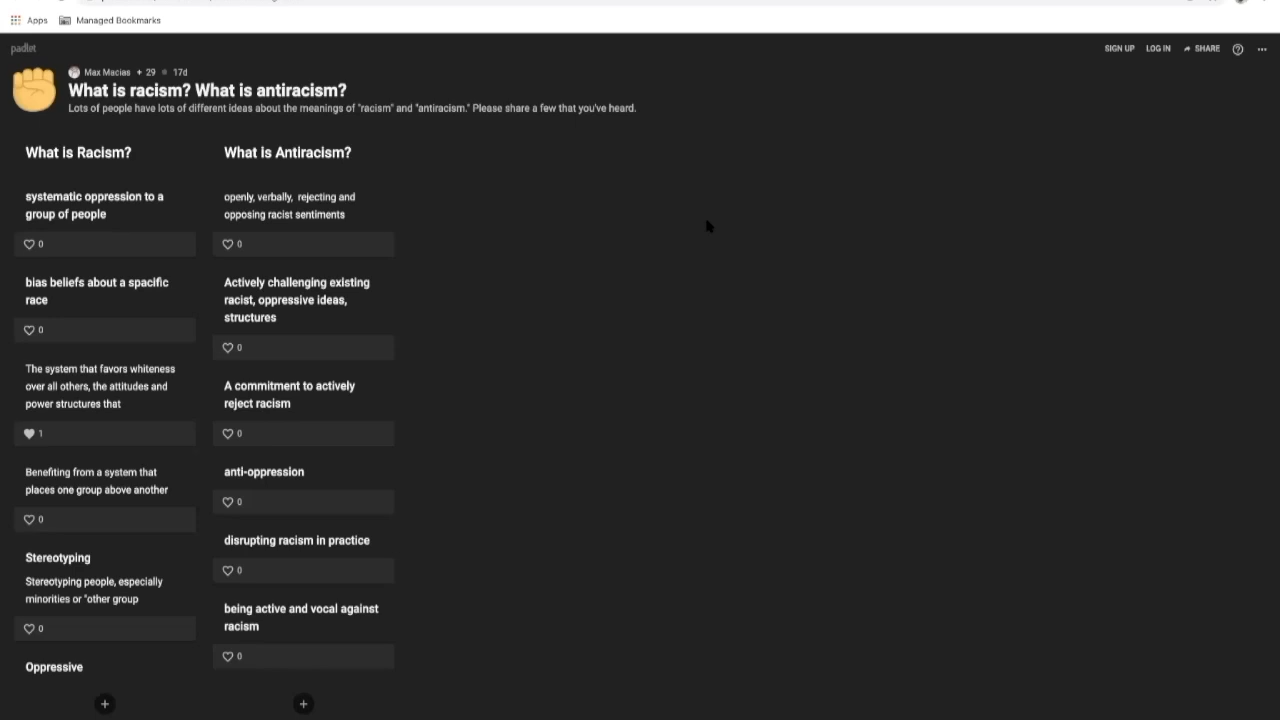 Apps
Managed Bookmarks
padlet
SIGN UP
LOG IN
SHARE
Max Macias + 29
17d
What is racism? What is antiracism?
Lots of people have lots of different ideas about the meanings of "racism" and "antiracism." Please share a few that you've heard.
What is Racism?
systematic oppression to a
group of people
0
bias beliefs about a spacific
race
0
The system that favors whiteness
over all others, the attitudes and
power structures that
1
Benefiting from a system that
places one group above another
0
Stereotyping
Stereotyping people, especially
minorities or "other group
0
Oppressive
What is Antiracism?
openly, verbally, rejecting and
opposing racist sentiments
0
Actively challenging existing
racist, oppressive ideas,
structures
0
A commitment to actively
reject racism
0
anti-oppression
0
disrupting racism in practice
0
being active and vocal against
racism
0